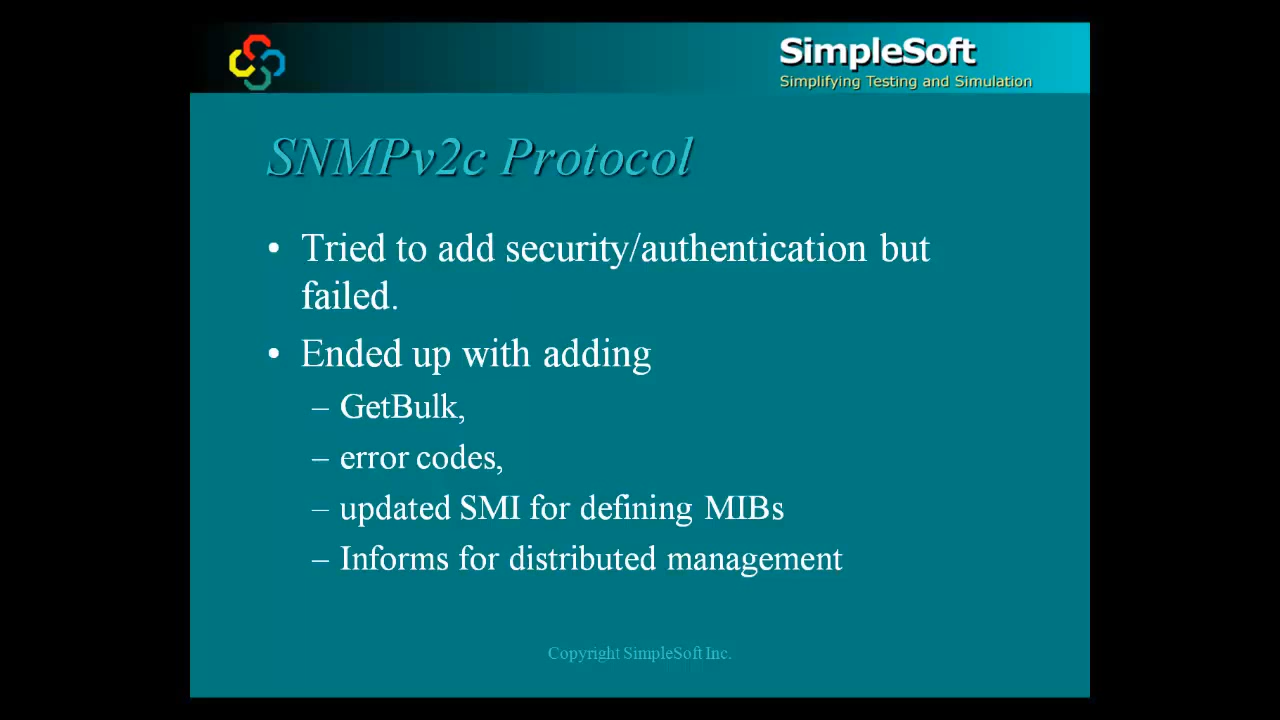 SimpleSoft
Simplifying Testing and Simulation
SNMPv2c Protocol
• Tried to add security/authentication but
failed.
• Ended up with adding
– GetBulk,
– error codes,
– updated SMI for defining MIBs
– Informs for distributed management
Copyright SimpleSoft Inc.